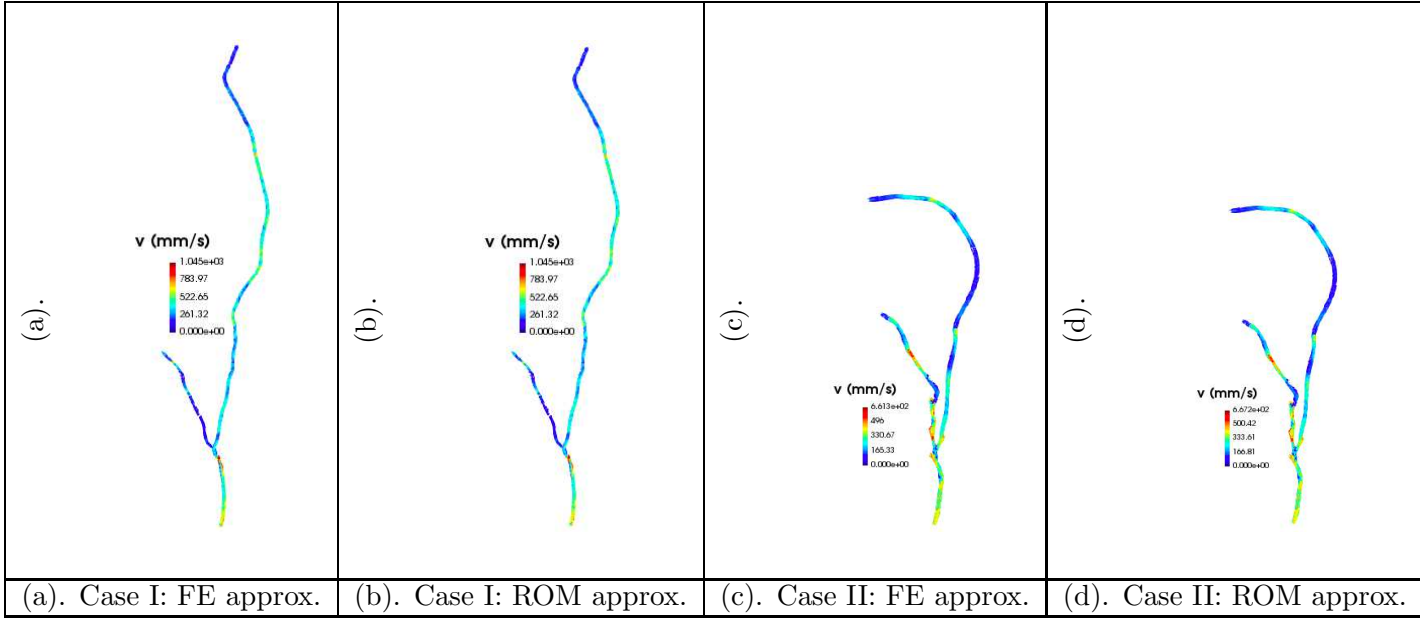 (a).
v (mm/s)
1.045e+03
783.97
522.65
261.32
0.000e+00
(b).
v (mm/s)
1.045e+03
783.97
522.65
261.32
0.000e+00
(c).
v (mm/s)
6.613e+02
496
330.67
165.33
0.000e+00
(d).
v (mm/s)
6.672e+02
500.42
333.61
166.81
0.000e+00
(a). Case I: FE approx.
(b). Case I: ROM approx.
(c). Case II: FE approx.
(d). Case II: ROM approx.